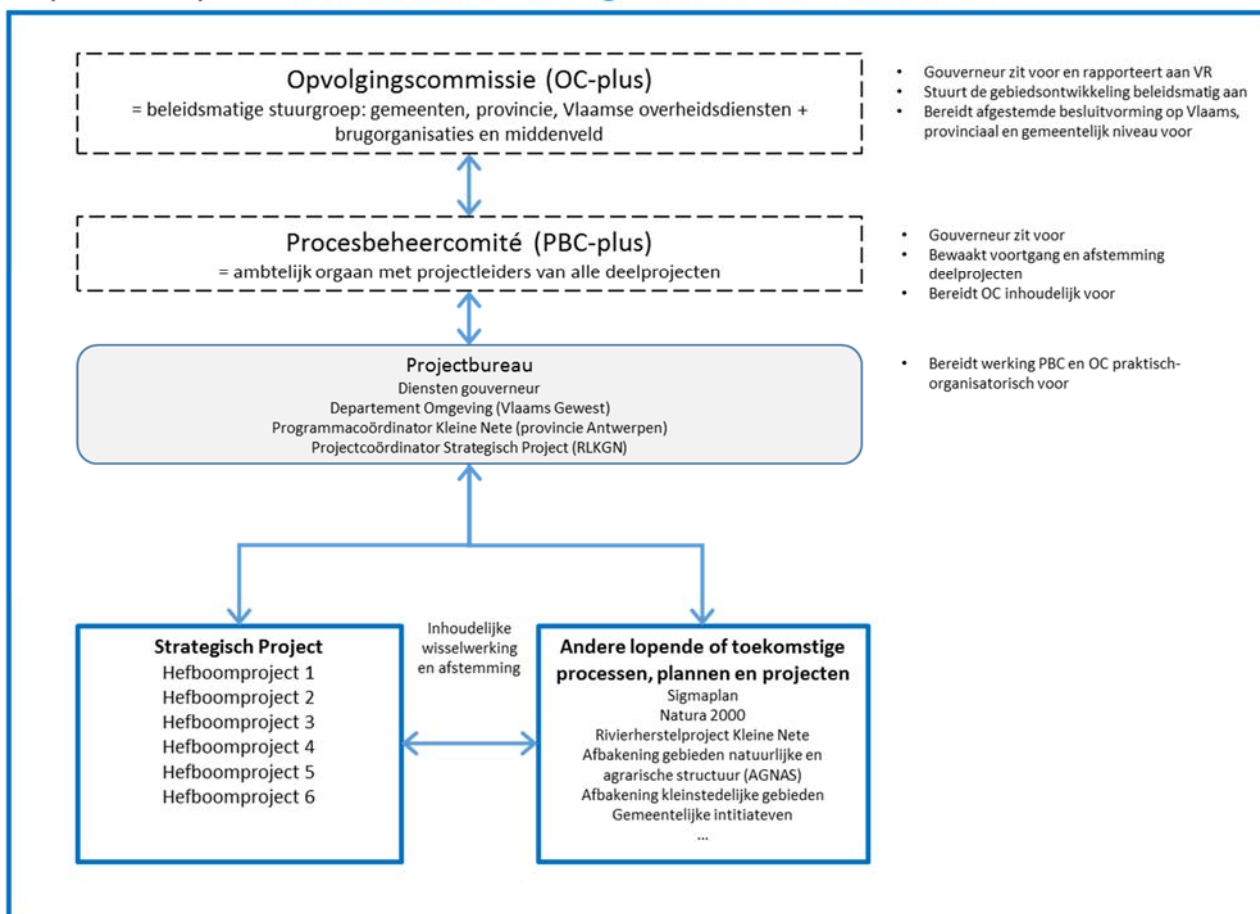 Opvolgingscommissie (OC-plus)
= beleidsmatige stuurgroep: gemeenten, provincie, Vlaamse overheidsdiensten +
brugorganisaties en middenveld
• Gouverneur zit voor en rapporteert aan VR
• Stuurt de gebiedsontwikkeling beleidsmatig aan
• Bereidt afgestemde besluitvorming op Vlaams,
provinciaal en gemeentelijk niveau voor
Procesbeheercomité (PBC-plus)
= ambtelijk orgaan met projectleiders van alle deelprojecten
• Gouverneur zit voor
• Bewaakt voortgang en afstemming
deelprojecten
• Bereidt OC inhoudelijk voor
Projectbureau
Diensten gouverneur
Departement Omgeving (Vlaams Gewest)
Programmacoördinator Kleine Nete (provincie Antwerpen)
Projectcoördinator Strategisch Project (RLKGN)
• Bereidt werking PBC en OC praktisch-
organisatorisch voor
Strategisch Project
Hefboomproject 1
Hefboomproject 2
Hefboomproject 3
Hefboomproject 4
Hefboomproject 5
Hefboomproject 6
Inhoudelijke
wisselwerking
en afstemming
Andere lopende of toekomstige
processen, plannen en projecten
Sigmaplan
Natura 2000
Rivierherstelproject Kleine Nete
Afbakening gebieden natuurlijke en
agrarische structuur (AGNAS)
Afbakening kleinstedelijke gebieden
Gemeentelijke intitiateven
...